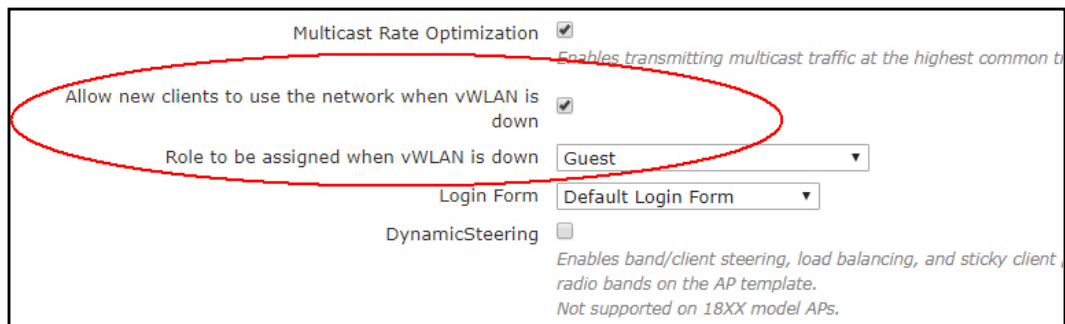 Multicast Rate Optimization
Enables transmitting multicast traffic at the highest common
Allow new clients to use the network when vWLAN is
down
Role to be assigned when vWLAN is down Guest
Login Form Default Login Form
DynamicSteering
Enables band/client steering, load balancing, and sticky client
radio bands on the AP template.
Not supported on 18XX model APs.